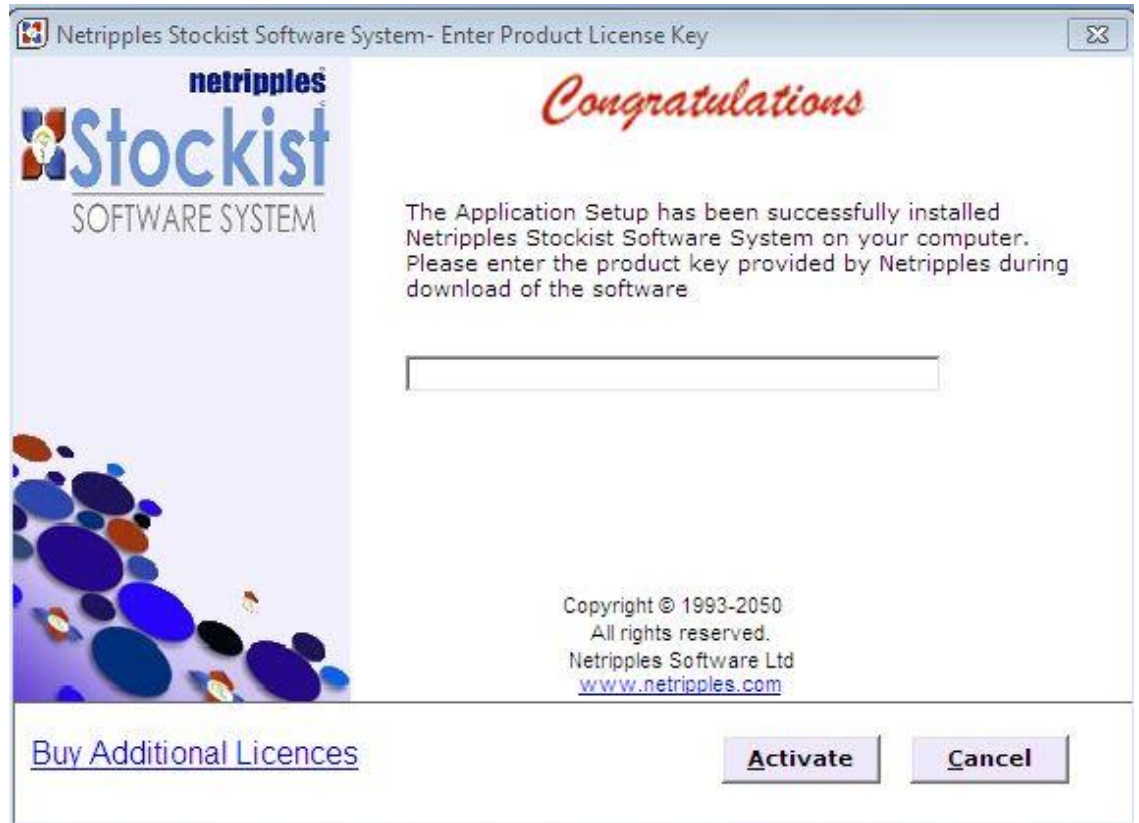 Netripples Stockist Software System- Enter Product License Key
netripples
Stockist
SOFTWARE SYSTEM
Congratulations
The Application Setup has been successfully installed
Netripples Stockist Software System on your computer.
Please enter the product key provided by Netripples during
download of the software
Copyright © 1993-2050
All rights reserved.
Netripples Software Ltd
www.netripples.com
Buy Additional Licences
Activate
Cancel